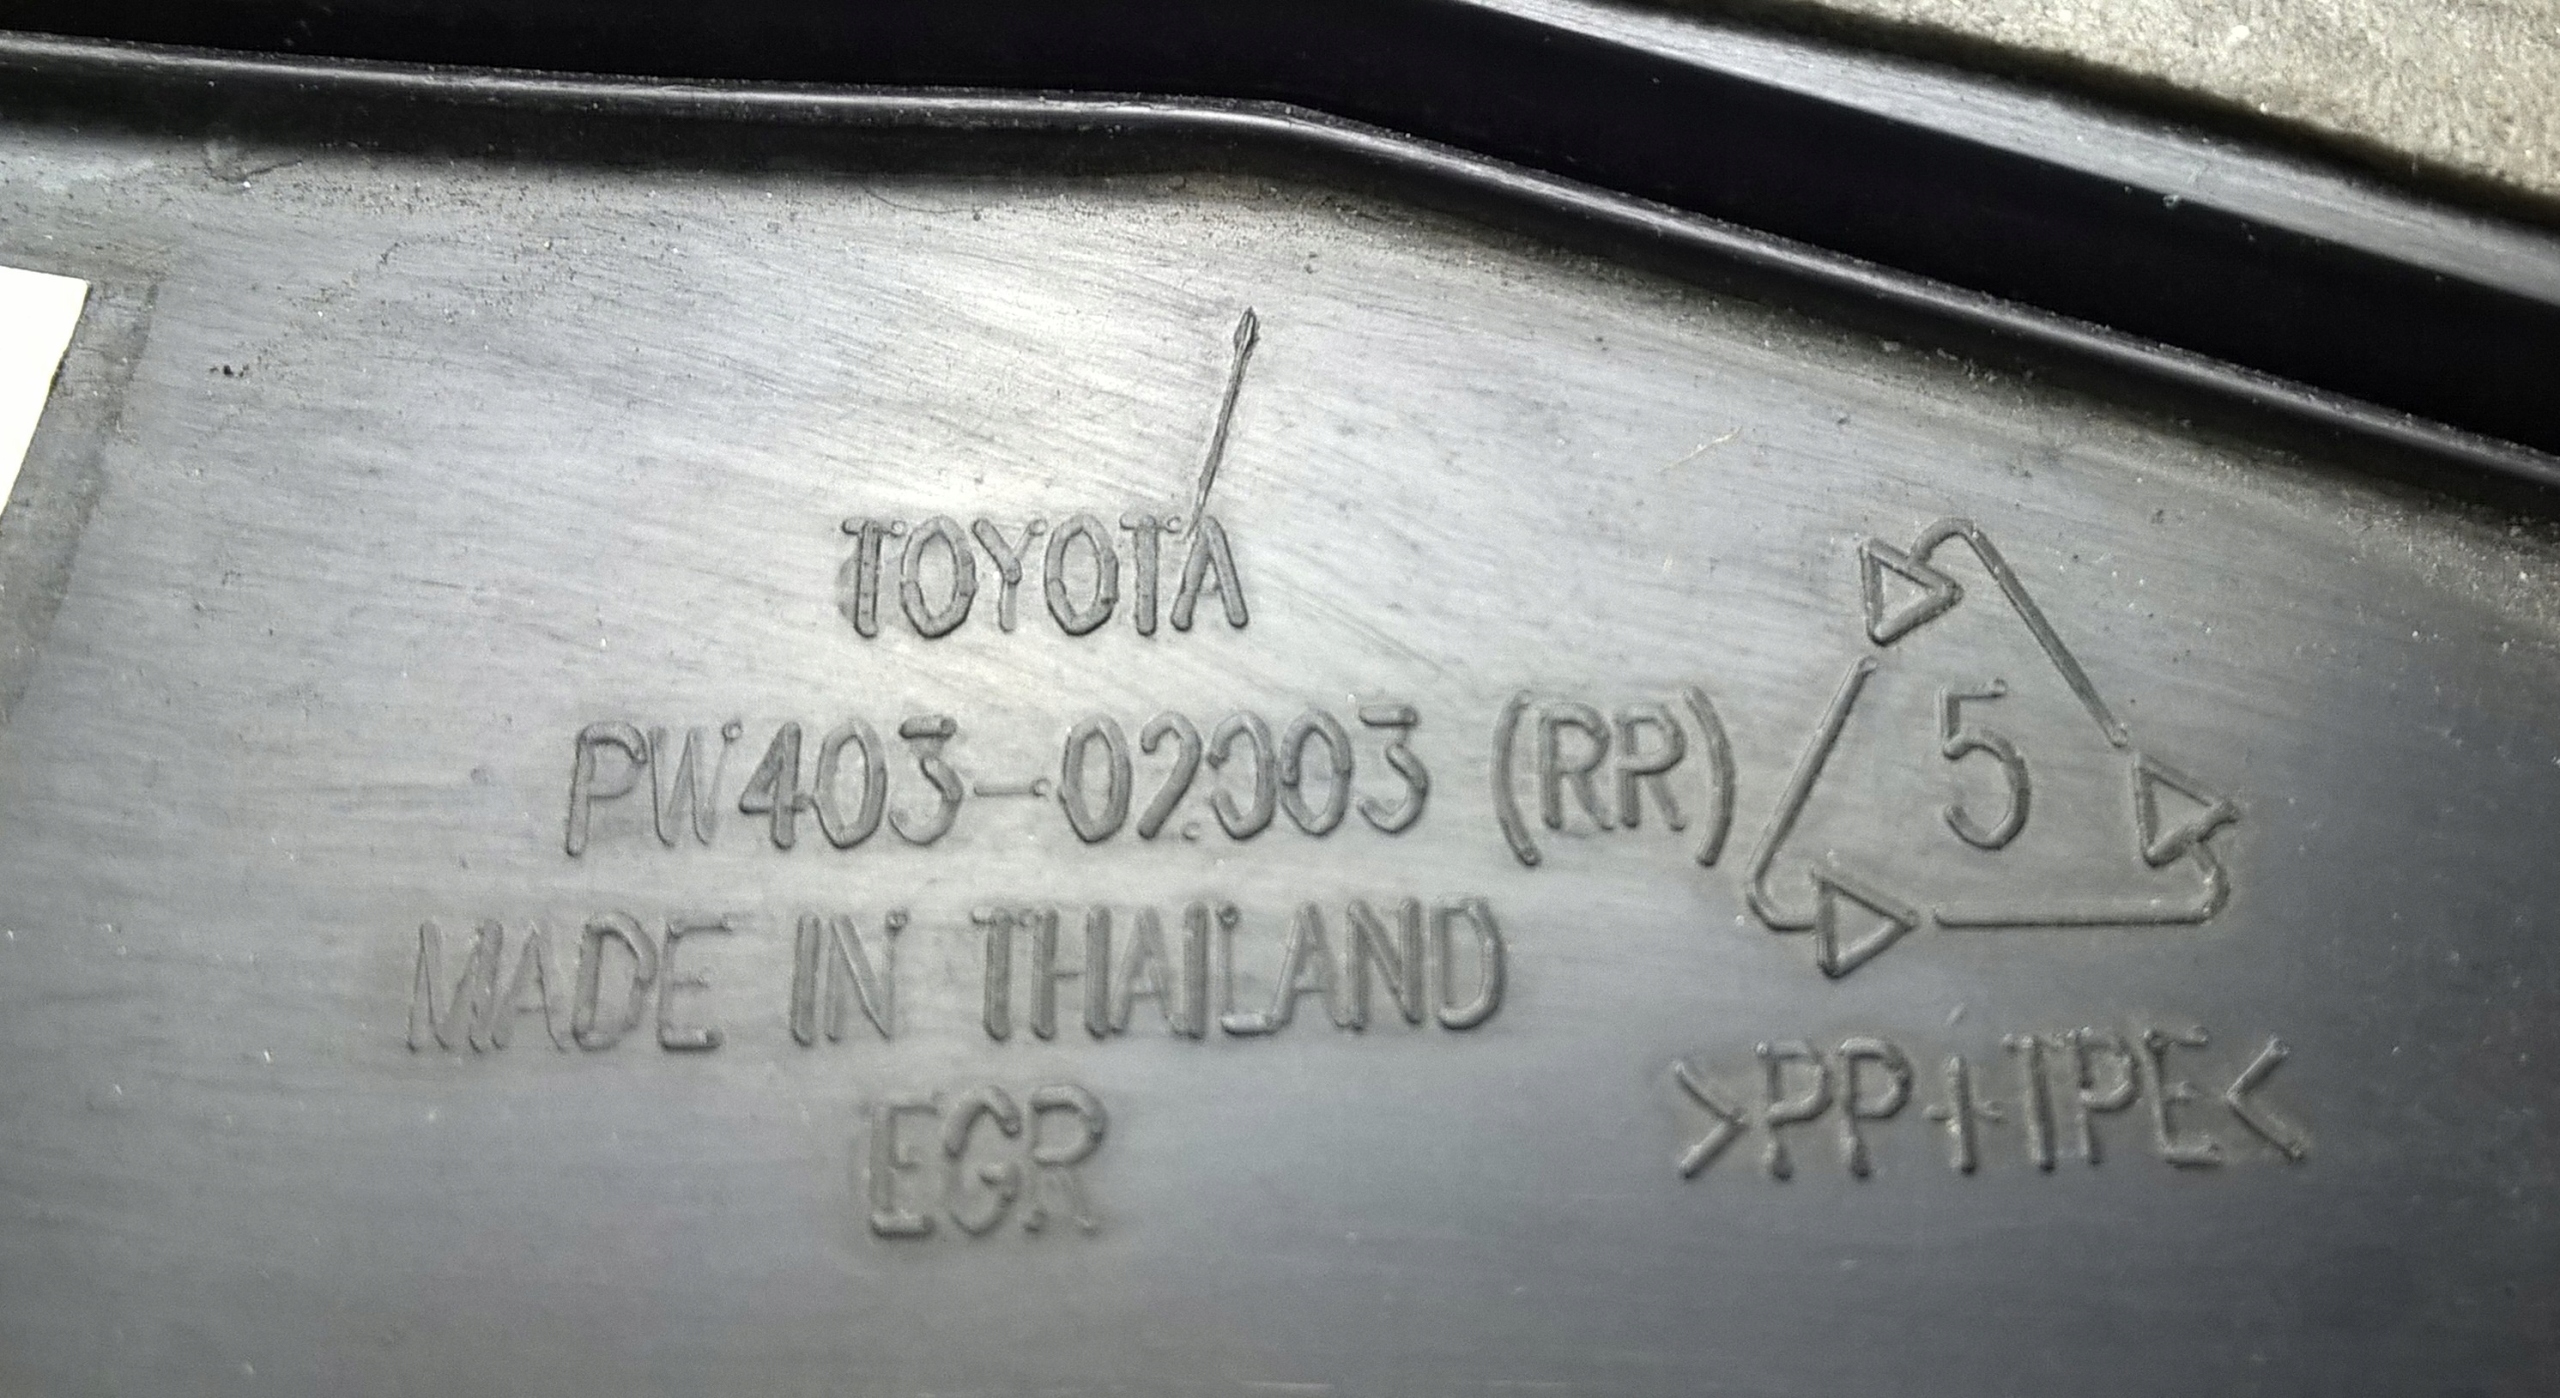 TOYOTA
PW403-02003 (RR)
MADE IN THAILAND
EGR
5
>PP+TPE<